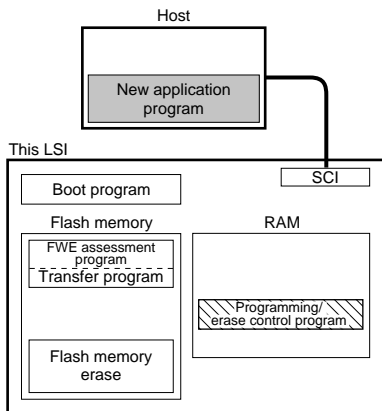 Host
New application
program
This LSI
SCI
Boot program
Flash memory
RAM
FWE assessment
program
Transfer program
Programming/
erase control program
Flash memory
erase